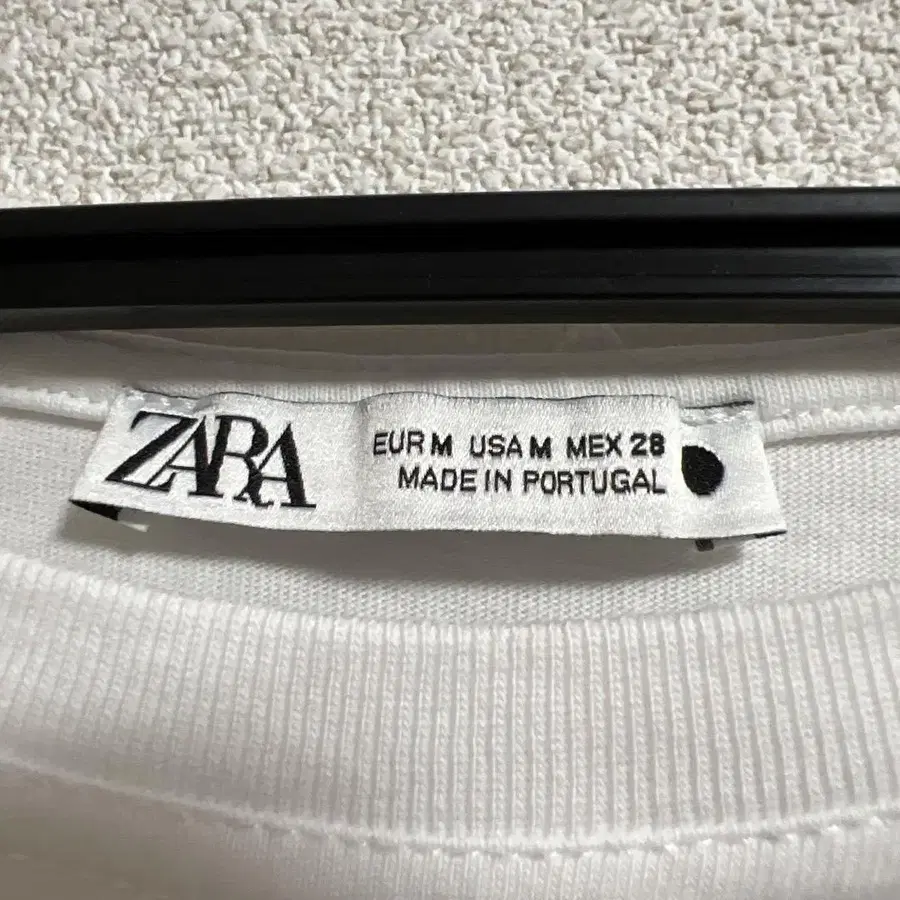 ZARA
EUR M USA M MEX 28
MADE IN PORTUGAL